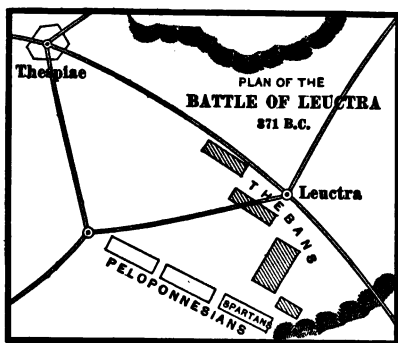 Thespiae
PLAN OF THE
BATTLE OF LEUCTRA
371 B.C.
Leuctra
THEBANS
PELOPONNESIANS
SPARTANS